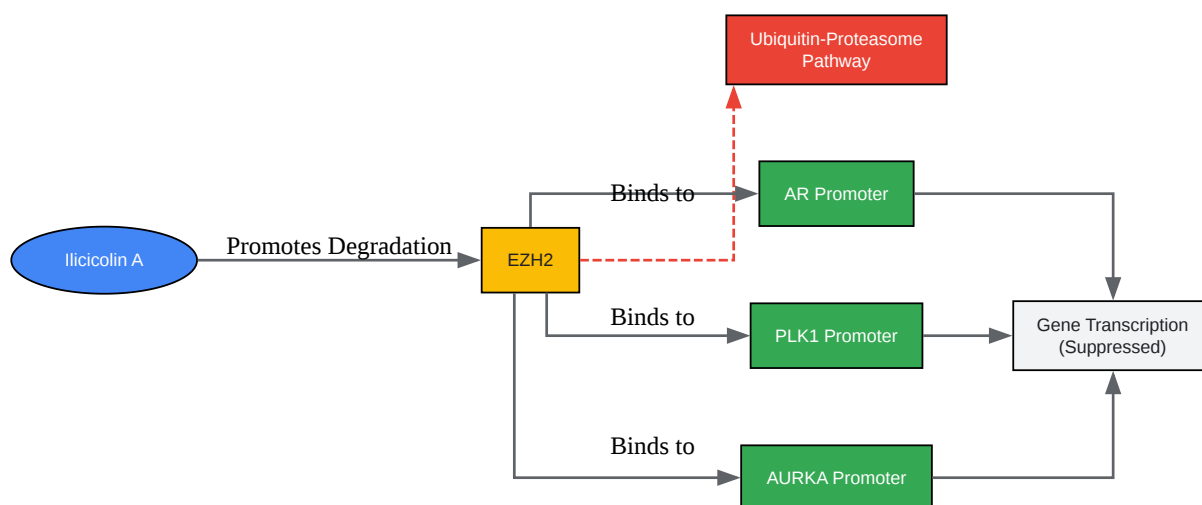 Ubiquitin-Proteasome
Pathway
Binds to
AR Promoter
Ilicicolin A
Promotes Degradation
EZH2
Binds to
PLK1 Promoter
Gene Transcription
(Suppressed)
Binds to
AURKA Promoter